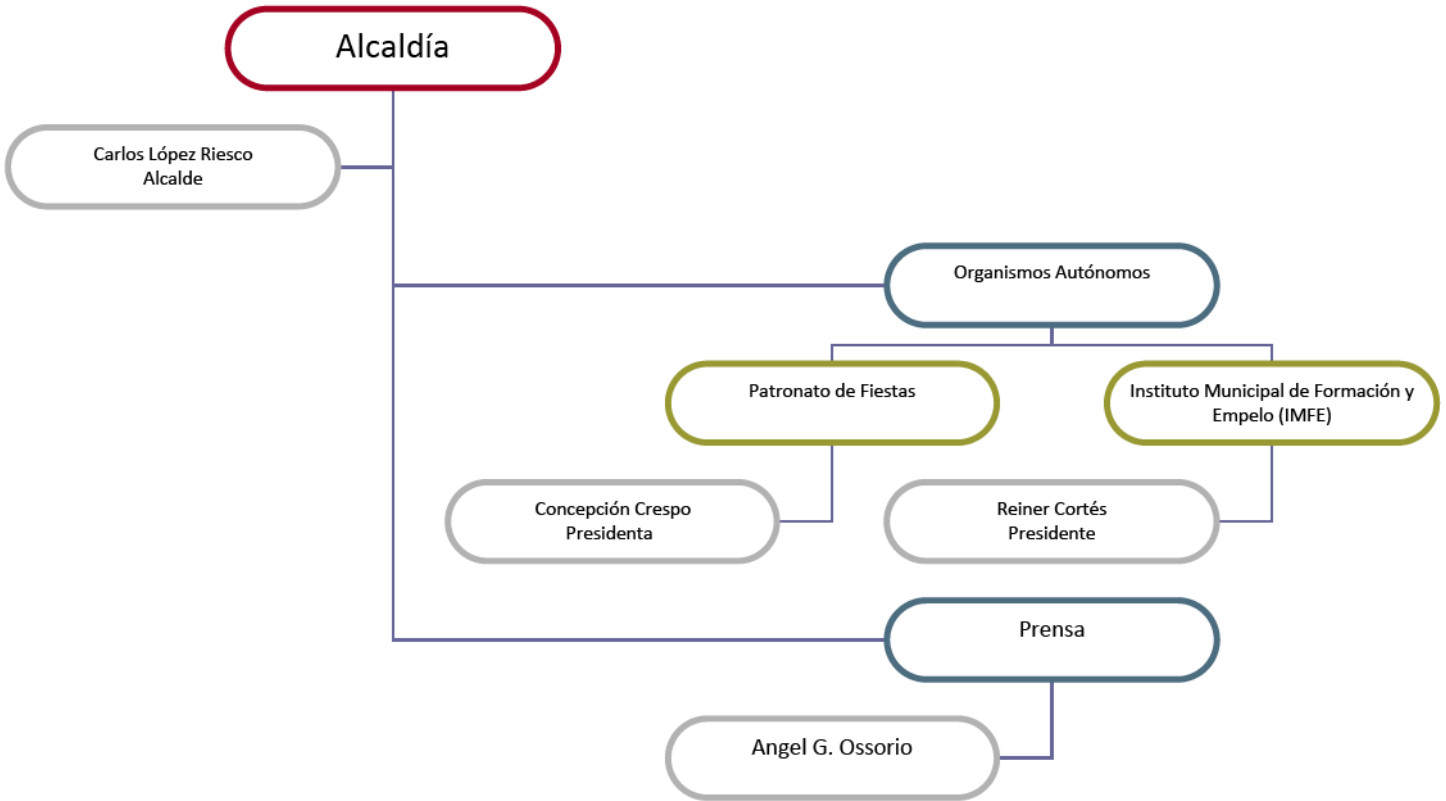 Alcaldía
Carlos López Riesco
Alcalde
Organismos Autónomos
Patronato de Fiestas
Instituto Municipal de Formación y
Empelo (IMFE)
Concepción Crespo
Presidenta
Reiner Cortés
Presidente
Prensa
Angel G. Ossorio